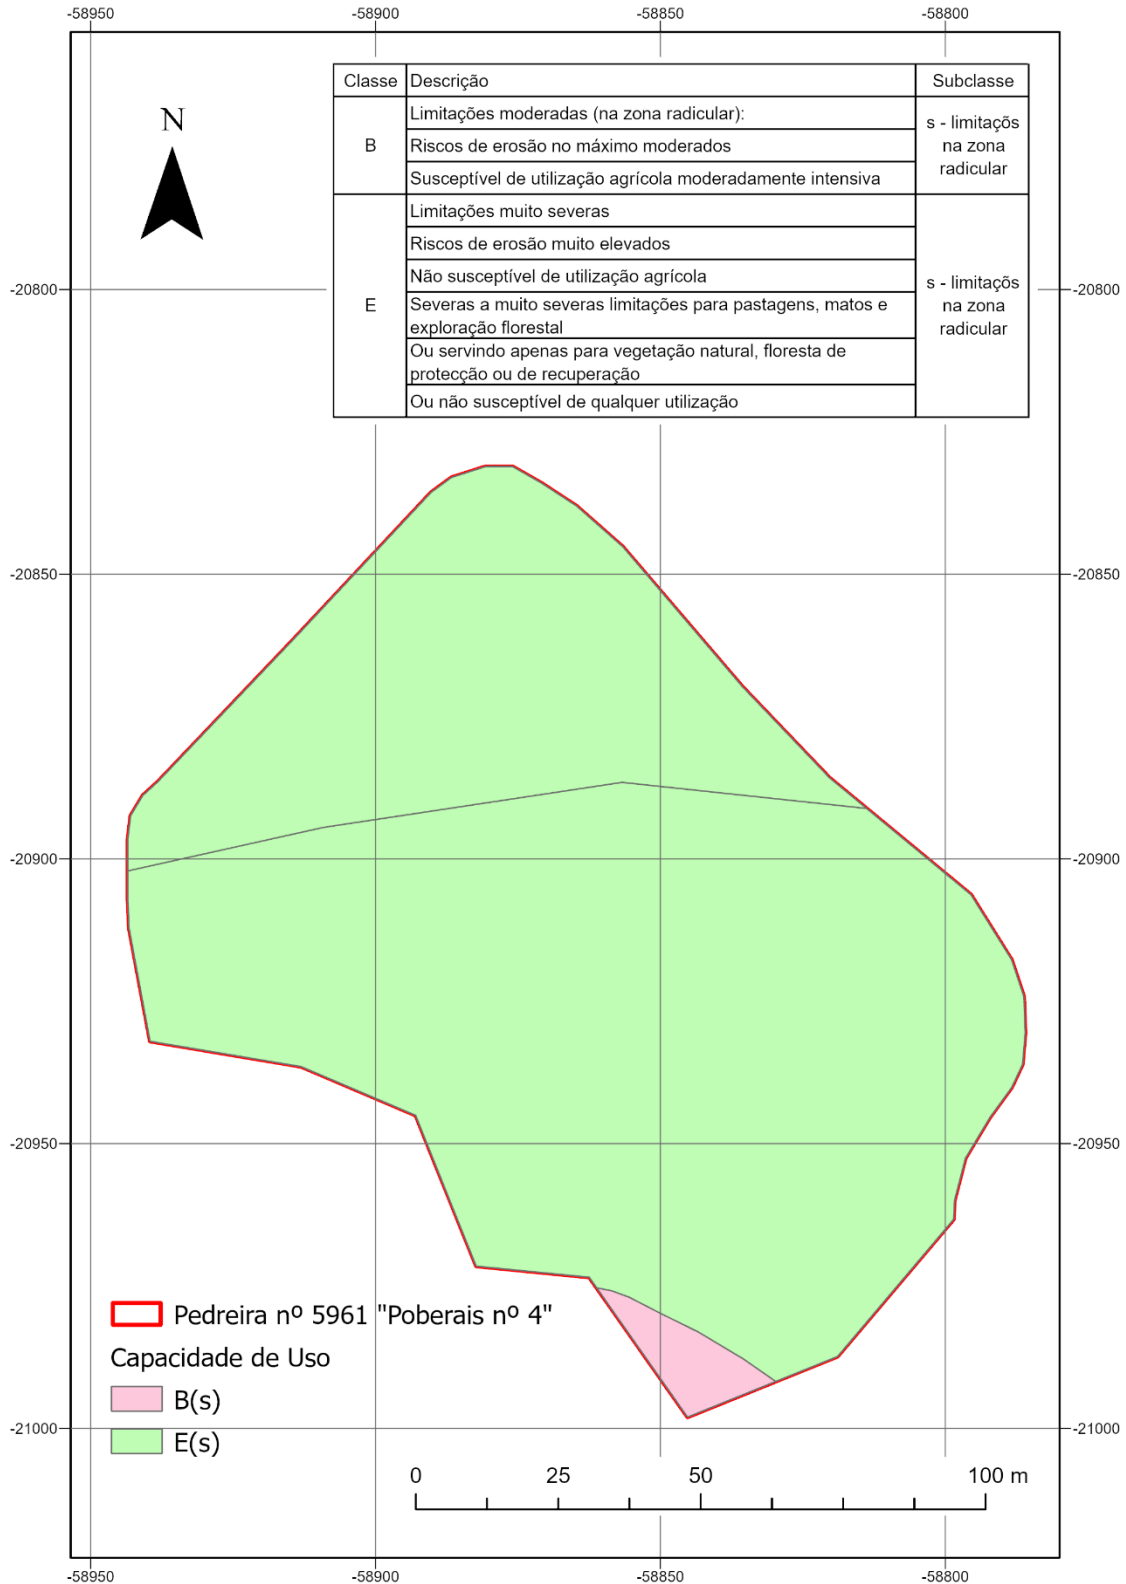 -58950 -58900 -58850 -58800
Classe Descrição Subclasse
B
Limitações moderadas (na zona radicular):
Riscos de erosão no máximo moderados
Susceptível de utilização agrícola moderadamente intensiva
s - limitaçõs
na zona
radicular
E
Limitações muito severas
Riscos de erosão muito elevados
Não susceptível de utilização agrícola
Severas a muito severas limitações para pastagens, matos e
exploração florestal
Ou servindo apenas para vegetação natural, floresta de
protecção ou de recuperação
Ou não susceptível de qualquer utilização
s - limitaçõs
na zona
radicular
N
-20800 -20800
-20850 -20850
-20900 -20900
-20950 -20950
Pedreira nº 5961 "Poberais nº 4"
Capacidade de Uso
B(s)
E(s)
-21000 -21000
0 25 50 100 m
-58950 -58900 -58850 -58800